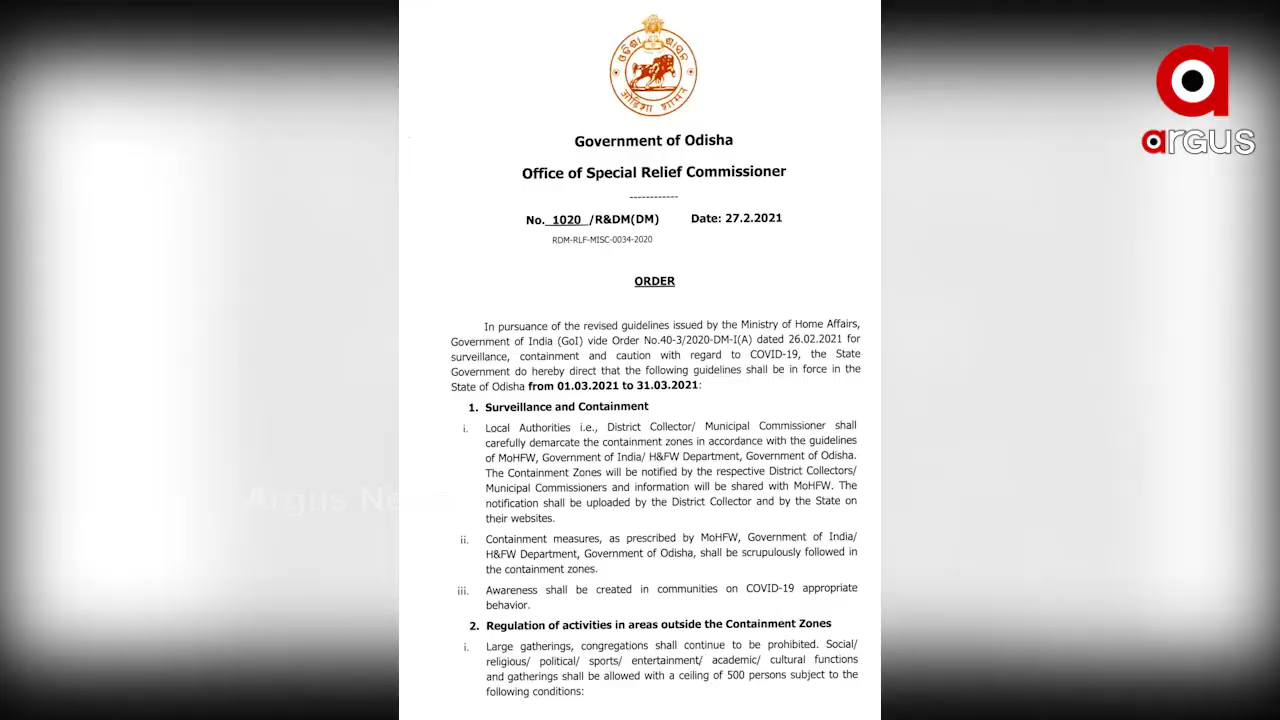 ଓଡ଼ିଶା ଶାସନ
ओड़िशा शासन
argus
Government of Odisha
Office of Special Relief Commissioner
------------
No. 1020 /R&DM(DM) Date: 27.2.2021
RDM-RLF-MISC-0034-2020
ORDER
In pursuance of the revised guidelines issued by the Ministry of Home Affairs,
Government of India (GoI) vide Order No.40-3/2020-DM-I(A) dated 26.02.2021 for
surveillance, containment and caution with regard to COVID-19, the State
Government do hereby direct that the following guidelines shall be in force in the
State of Odisha from 01.03.2021 to 31.03.2021:
1. Surveillance and Containment
i. Local Authorities i.e., District Collector/ Municipal Commissioner shall
carefully demarcate the containment zones in accordance with the guidelines
of MoHFW, Government of India/ H&FW Department, Government of Odisha.
The Containment Zones will be notified by the respective District Collectors/
Municipal Commissioners and information will be shared with MoHFW. The
notification shall be uploaded by the District Collector and by the State on
their websites.
Argus Ne
ii. Containment measures, as prescribed by MoHFW, Government of India/
H&FW Department, Government of Odisha, shall be scrupulously followed in
the containment zones.
iii. Awareness shall be created in communities on COVID-19 appropriate
behavior.
2. Regulation of activities in areas outside the Containment Zones
i. Large gatherings, congregations shall continue to be prohibited. Social/
religious/ political/ sports/ entertainment/ academic/ cultural functions
and gatherings shall be allowed with a ceiling of 500 persons subject to the
following conditions: